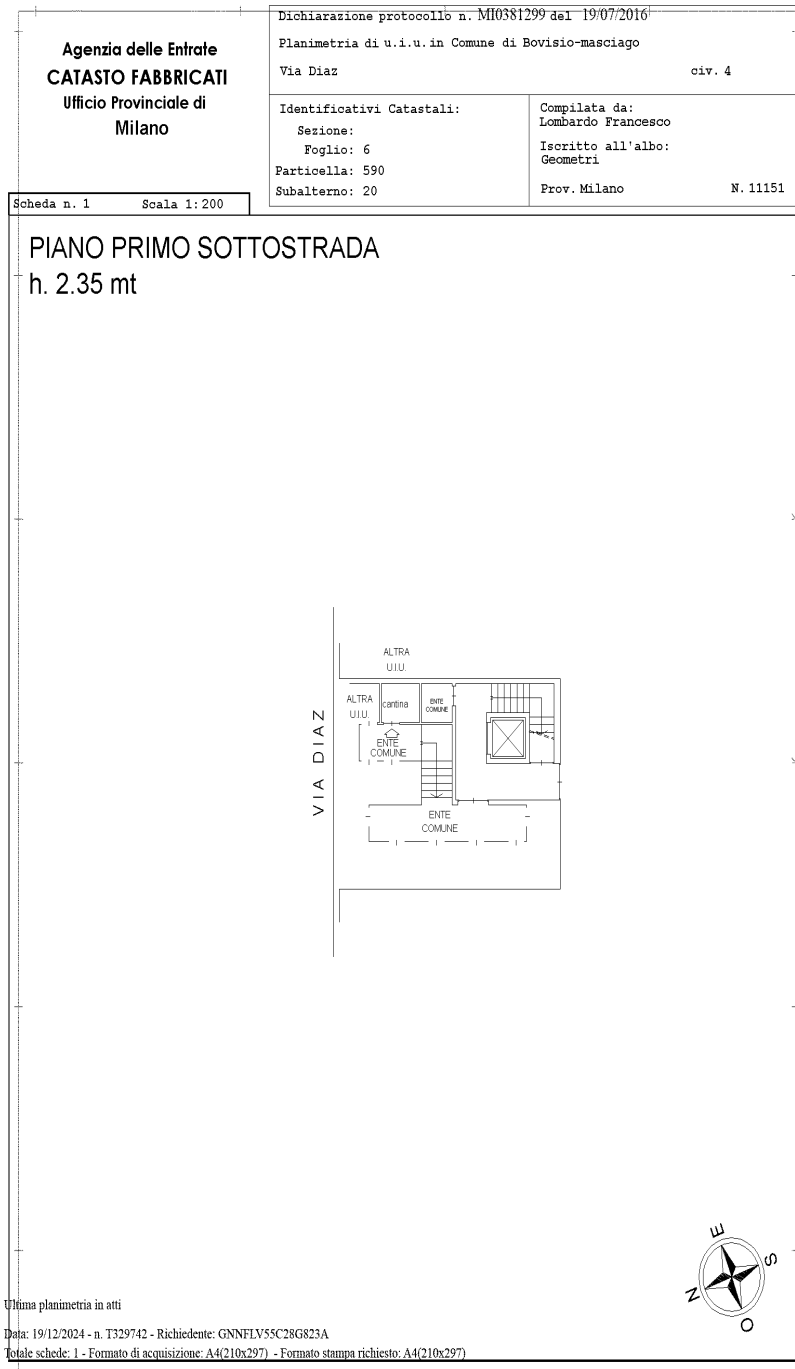 Agenzia delle Entrate
CATASTO FABBRICATI
Ufficio Provinciale di
Milano
Dichiarazione protocollo n. MI0381299 del 19/07/2016
Planimetria di u.i.u. in Comune di Bovisio-masciago
Via Diaz civ. 4
Identificativi Catastali:
Sezione:
Foglio: 6
Particella: 590
Subalterno: 20
Compilata da:
Lombardo Francesco
Iscritto all'albo:
Geometri
Prov. Milano N. 11151
Scheda n. 1 Scala 1:200
PIANO PRIMO SOTTOSTRADA
h. 2.35 mt
ALTRA
U.I.U.
ALTRA
U.I.U.
cantina
ENTE
COMUNE
ENTE
COMUNE
VIA DIAZ
ENTE
COMUNE
E
S
N
O
Ultima planimetria in atti
Data: 19/12/2024 - n. T329742 - Richiedente: GNNFLV55C28G823A
Totale schede: 1 - Formato di acquisizione: A4(210x297) - Formato stampa richiesto: A4(210x297)